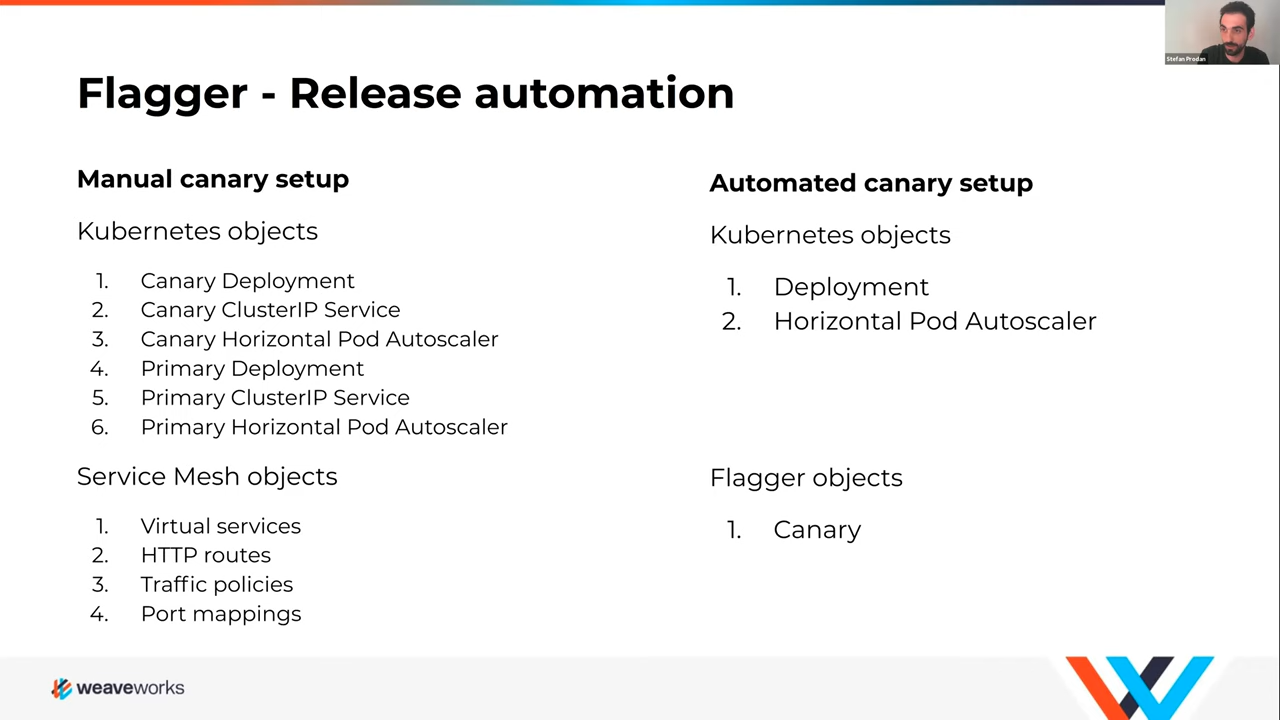 Stefan Prodan
Flagger - Release automation
Manual canary setup
Kubernetes objects
1. Canary Deployment
2. Canary ClusterIP Service
3. Canary Horizontal Pod Autoscaler
4. Primary Deployment
5. Primary ClusterIP Service
6. Primary Horizontal Pod Autoscaler
Service Mesh objects
1. Virtual services
2. HTTP routes
3. Traffic policies
4. Port mappings
Automated canary setup
Kubernetes objects
1. Deployment
2. Horizontal Pod Autoscaler
Flagger objects
1. Canary
weaveworks